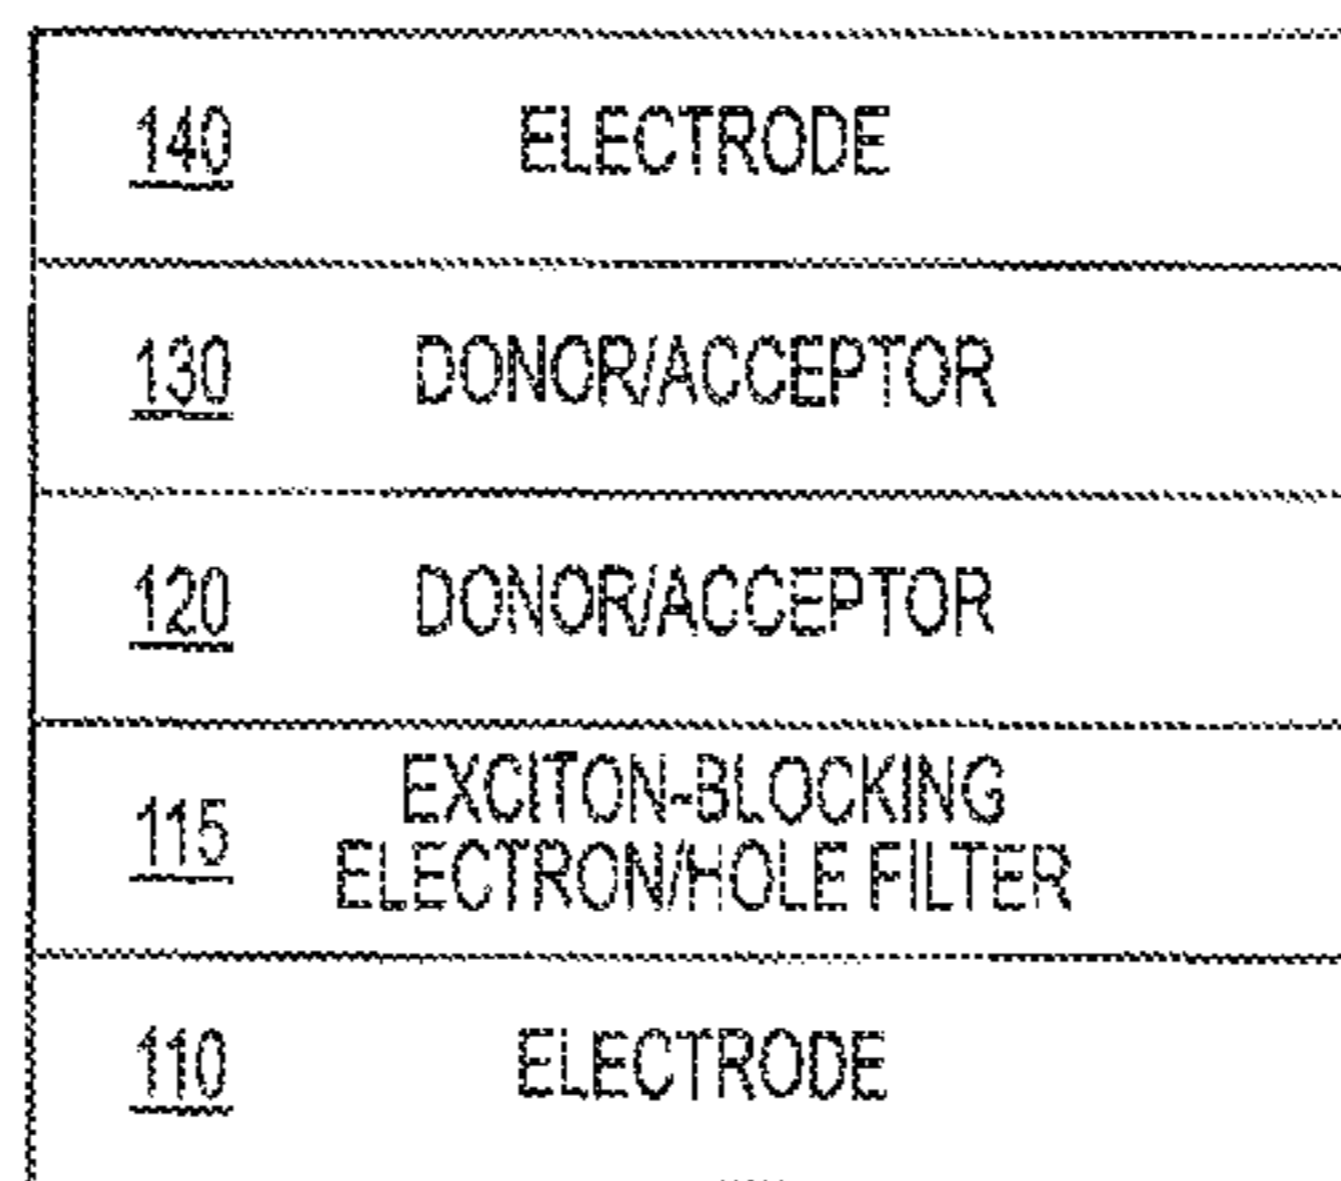 140 ELECTRODE
130 DONOR/ACCEPTOR
120 DONOR/ACCEPTOR
115 EXCITON-BLOCKING
ELECTRON/HOLE FILTER
110 ELECTRODE